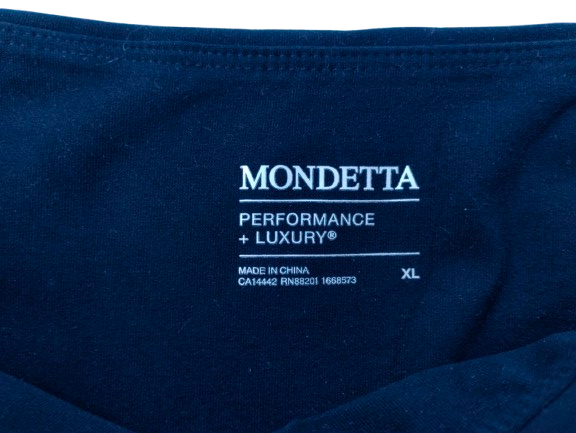 MONDETTA
PERFORMANCE
+ LUXURY®
MADE IN CHINA
CA14442 RN88201 1668573
XL